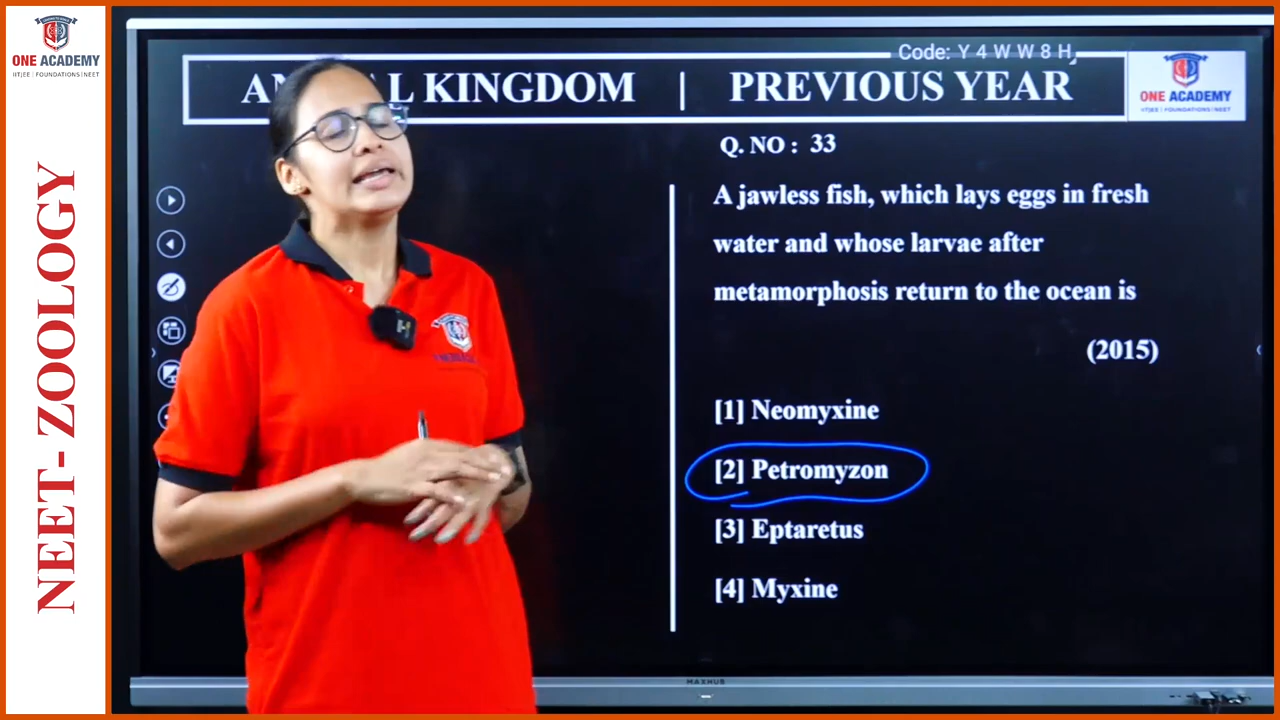 ONE ACADEMY
IIT|JEE | FOUNDATIONS | NEET
NEET- ZOOLOGY
Code: Y 4 W W 8 H
L KINGDOM | PREVIOUS YEAR
ONE ACADEMY
IIT|JEE | FOUNDATIONS | NEET
Q. NO : 33
A jawless fish, which lays eggs in fresh
water and whose larvae after
metamorphosis return to the ocean is
(2015)
[1] Neomyxine
[2] Petromyzon
[3] Eptaretus
[4] Myxine
MAXHUB